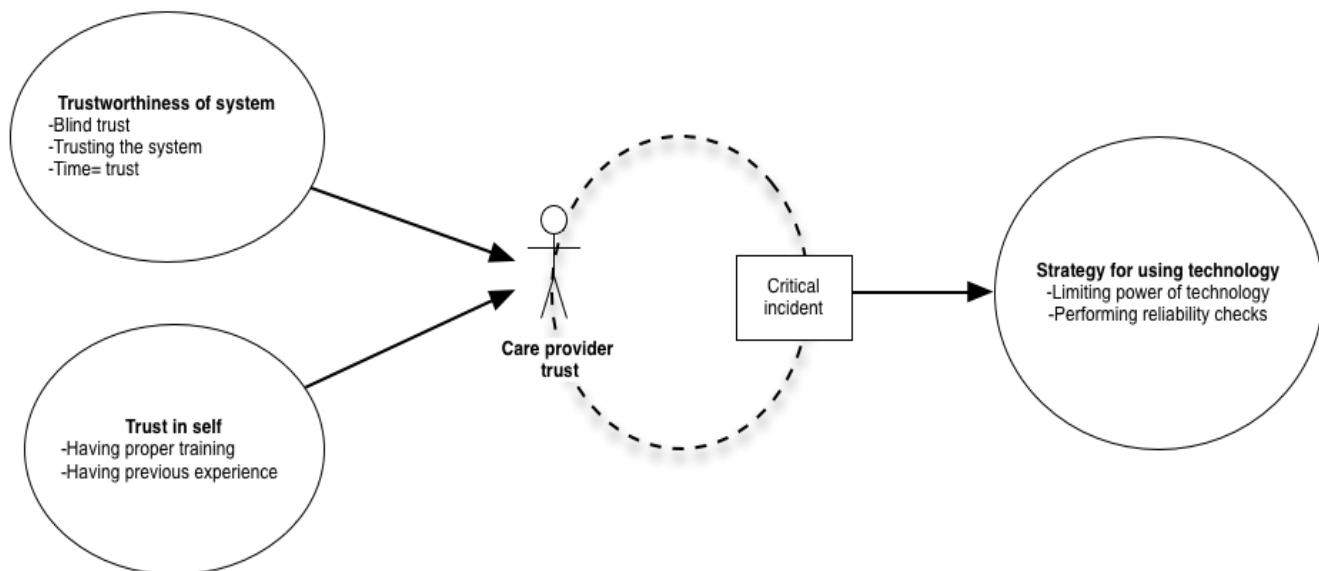 Trustworthiness of system
-Blind trust
-Trusting the system
-Time= trust
Trust in self
-Having proper training
-Having previous experience
Care provider
trust
Critical
incident
Strategy for using technology
-Limiting power of technology
-Performing reliability checks